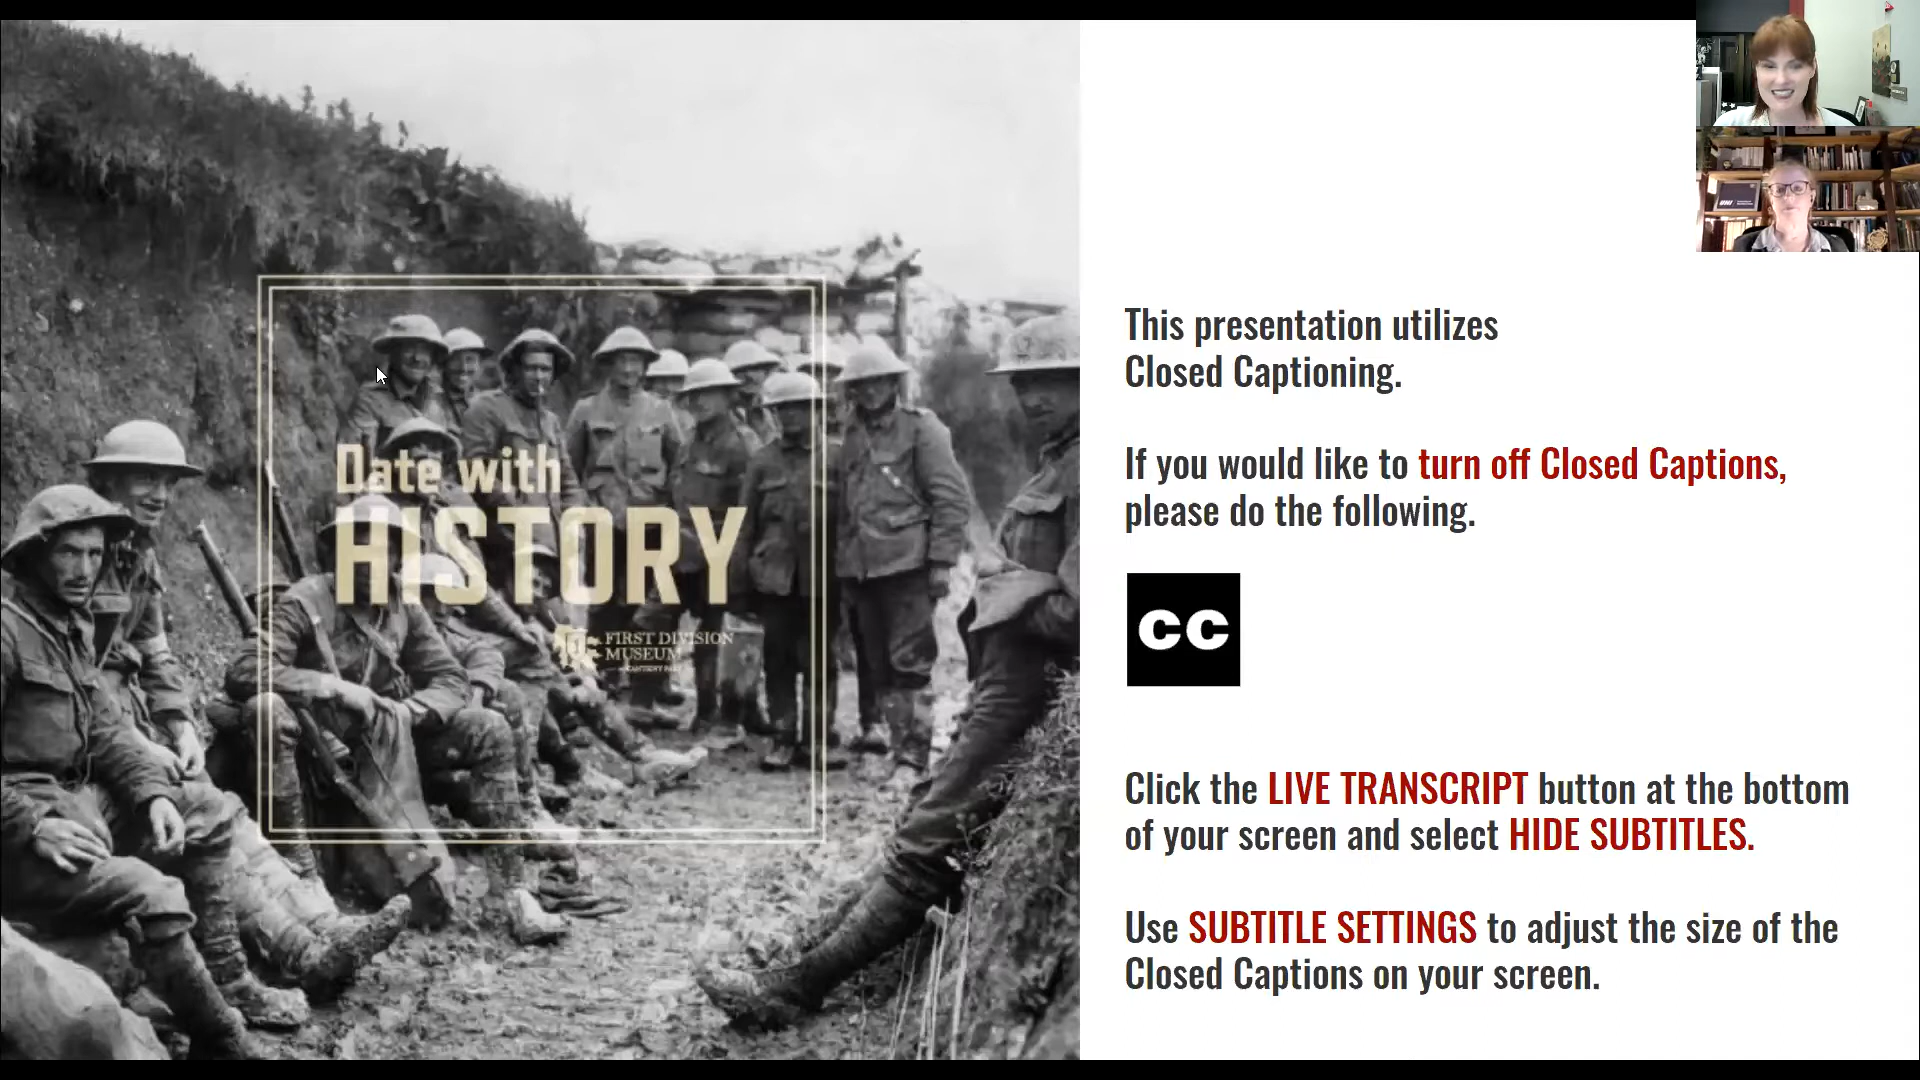 Date with
HISTORY
FIRST DIVISION
MUSEUM
This presentation utilizes
Closed Captioning.
If you would like to turn off Closed Captions,
please do the following.
CC
Click the LIVE TRANSCRIPT button at the bottom
of your screen and select HIDE SUBTITLES.
Use SUBTITLE SETTINGS to adjust the size of the
Closed Captions on your screen.